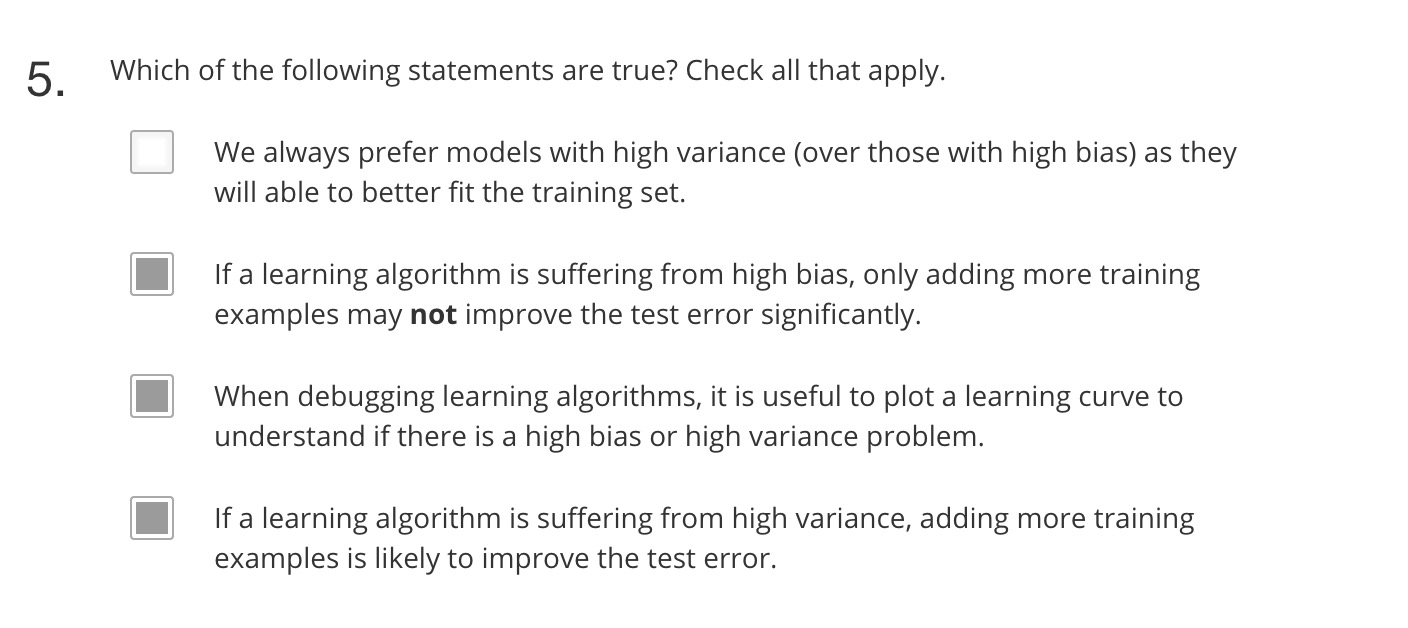 5. Which of the following statements are true? Check all that apply.
We always prefer models with high variance (over those with high bias) as they
will able to better fit the training set.
If a learning algorithm is suffering from high bias, only adding more training
examples may not improve the test error significantly.
When debugging learning algorithms, it is useful to plot a learning curve to
understand if there is a high bias or high variance problem.
If a learning algorithm is suffering from high variance, adding more training
examples is likely to improve the test error.